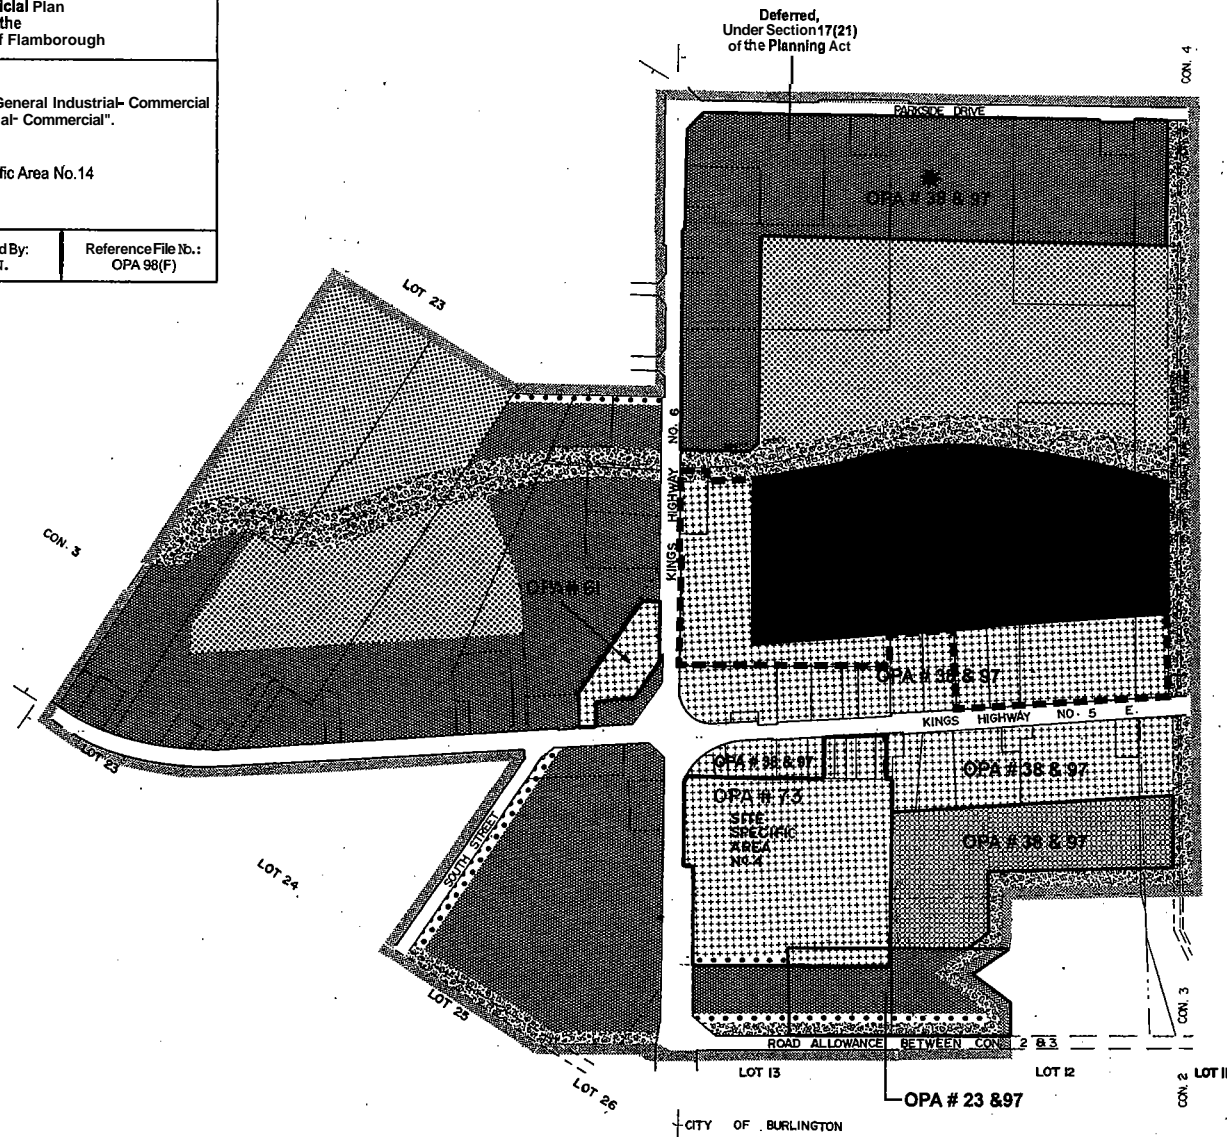 icial Plan
the
f Flamborough
General Industrial- Commercial
al- Commercial".
fic Area No.14
d By:
Reference File No.:
OPA 98(F)
Deferred,
Under Section 17(21)
of the Planning Act
CON. 4
PARKSIDE DRIVE
OPA # 38 & 97
LOT 23
KINGS HIGHWAY NO. 6
CON. 3
OPA # 61
OPA # 38 & 97
KINGS HIGHWAY NO. 5 E.
LOT 23
OPA # 38 & 97
OPA # 38 & 97
OPA # 73
SITE
SPECIFIC
AREA
NO. 4
OPA # 38 & 97
SOUTH STREET
LOT 24
LOT 25
CON. 3
ROAD ALLOWANCE BETWEEN CON. 2 & 3
LOT 13
LOT 12
CON. 2
LOT 11
LOT 26
OPA # 23 &97
CITY OF BURLINGTON